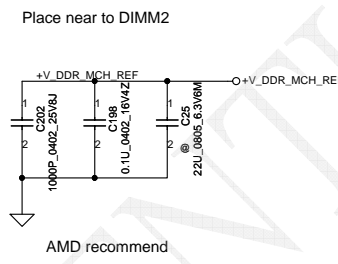 Place near to DIMM2
+V_DDR_MCH_REF
+V_DDR_MCH_RE
1
2
C202
1000P_0402_25V8J
1
2
C198
0.1U_0402_16V4Z
1
2
@
C25
22U_0805_6.3V6M
AMD recommend